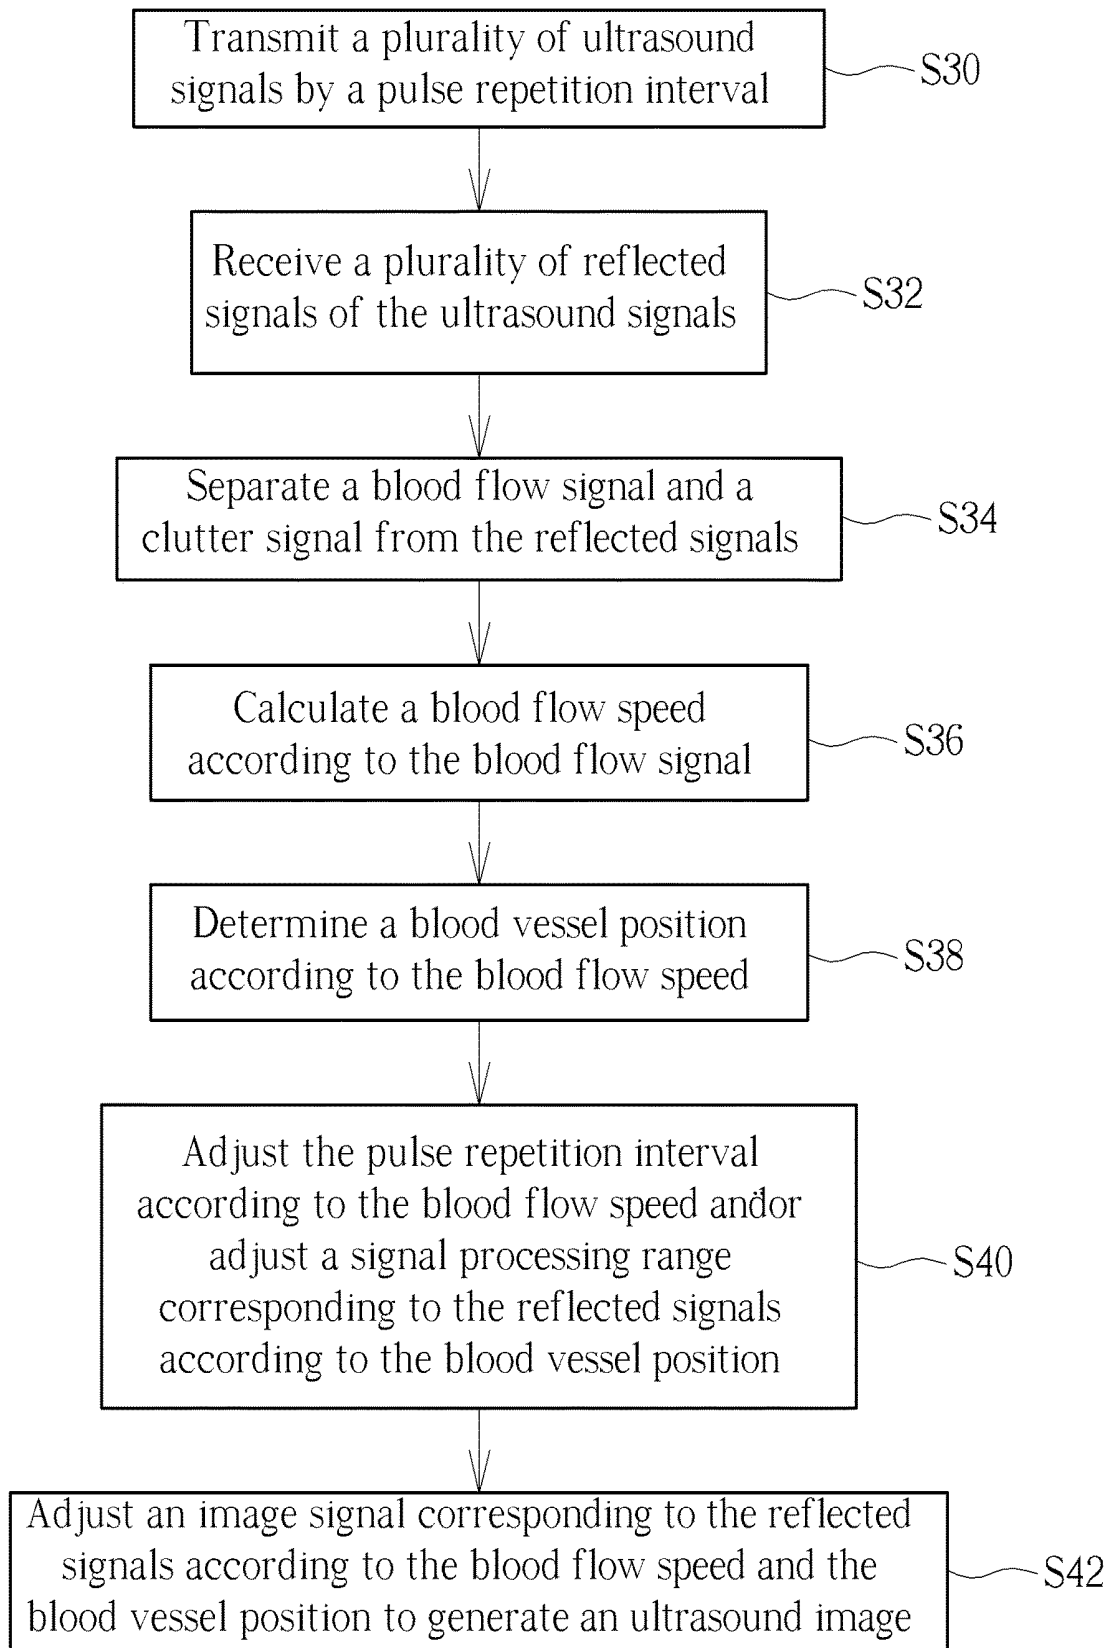 Transmit a plurality of ultrasound
signals by a pulse repetition interval
S30
Receive a plurality of reflected
signals of the ultrasound signals
S32
Separate a blood flow signal and a
clutter signal from the reflected signals
S34
Calculate a blood flow speed
according to the blood flow signal
S36
Determine a blood vessel position
according to the blood flow speed
S38
Adjust the pulse repetition interval
according to the blood flow speed and/or
adjust a signal processing range
corresponding to the reflected signals
according to the blood vessel position
S40
Adjust an image signal corresponding to the reflected
signals according to the blood flow speed and the
blood vessel position to generate an ultrasound image
S42